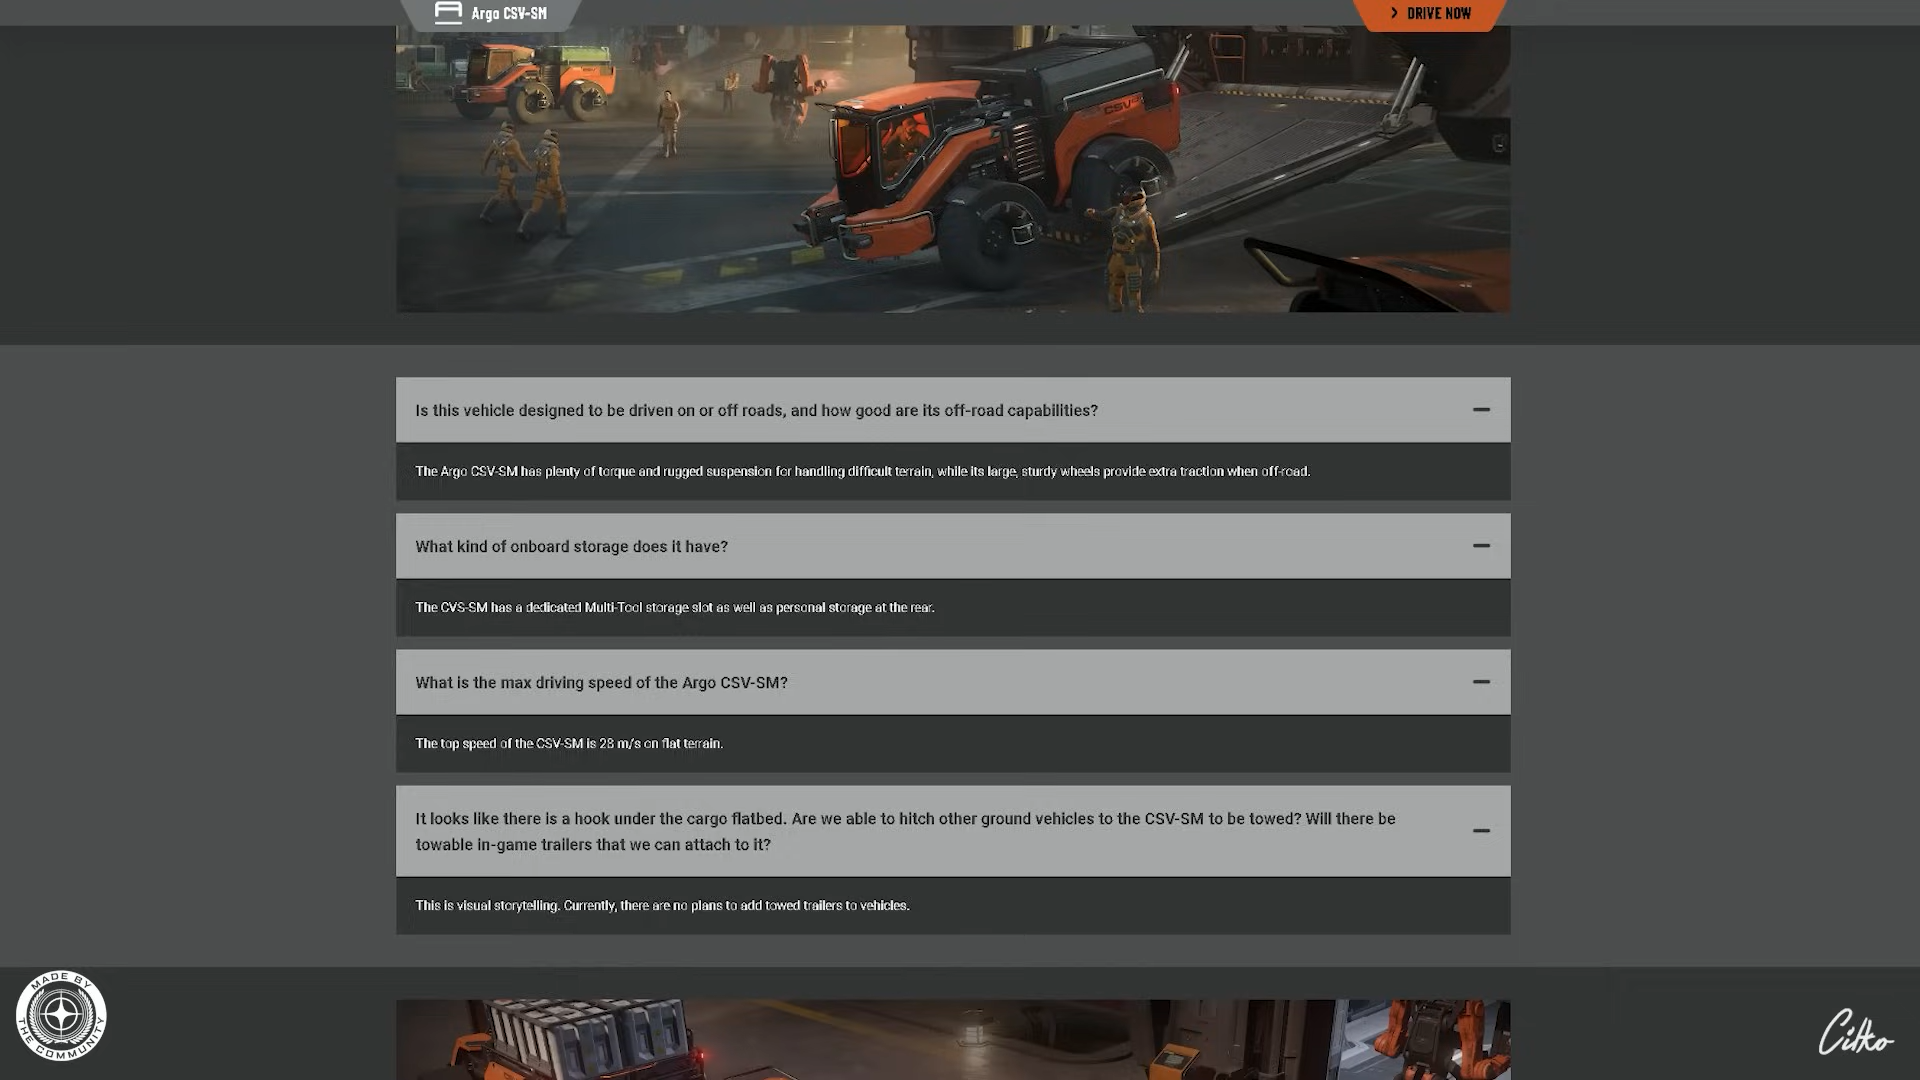 Argo CSV-SM
DRIVE NOW
CSV
Is this vehicle designed to be driven on or off roads, and how good are its off-road capabilities?
The Argo CSV-SM has plenty of torque and rugged suspension for handling difficult terrain, while its large, sturdy wheels provide extra traction when off-road.
What kind of onboard storage does it have?
The CVS-SM has a dedicated Multi-Tool storage slot as well as personal storage at the rear.
What is the max driving speed of the Argo CSV-SM?
The top speed of the CSV-SM is 28 m/s on flat terrain.
It looks like there is a hook under the cargo flatbed. Are we able to hitch other ground vehicles to the CSV-SM to be towed? Will there be
towable in-game trailers that we can attach to it?
This is visual storytelling. Currently, there are no plans to add towed trailers to vehicles.
MADE BY
THE COMMUNITY
Citko